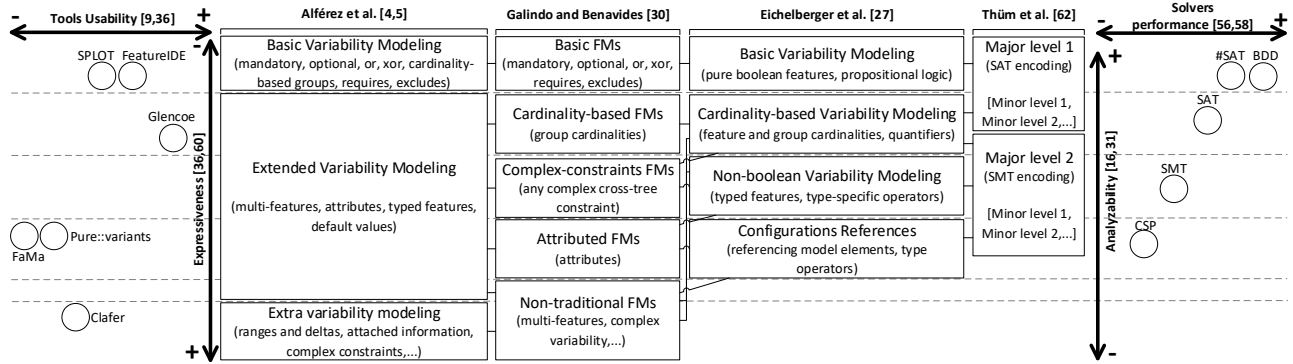 - Tools Usability [9,36] +
SPLOT FeatureIDE
Glencoe
Pure::variants
FaMa
Clafer
-
Expressiveness [36,60]
+
Alférez et al. [4,5]
Basic Variability Modeling
(mandatory, optional, or, xor, cardinality-
based groups, requires, excludes)
Extended Variability Modeling
(multi-features, attributes, typed features,
default values)
Extra variability modeling
(ranges and deltas, attached information,
complex constraints,...)
Galindo and Benavides [30]
Basic FMs
(mandatory, optional, or, xor,
requires, excludes)
Cardinality-based FMs
(group cardinalities)
Complex-constraints FMs
(any complex cross-tree
constraint)
Attributed FMs
(attributes)
Non-traditional FMs
(multi-features, complex
variability,...)
Eichelberger et al. [27]
Basic Variability Modeling
(pure boolean features, propositional logic)
Cardinality-based Variability Modeling
(feature and group cardinalities, quantifiers)
Non-boolean Variability Modeling
(typed features, type-specific operators)
Configurations References
(referencing model elements, type
operators)
Thüm et al. [62]
Major level 1
(SAT encoding)
[Minor level 1,
Minor level 2,...]
Major level 2
(SMT encoding)
[Minor level 1,
Minor level 2,...]
Solvers
- performance [56,58] +
+
Analyzability [16,31]
-
#SAT BDD
SAT
SMT
CSP